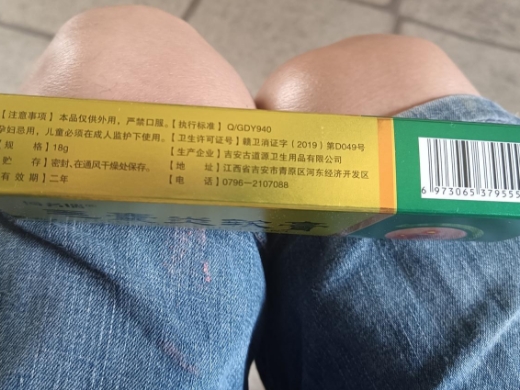 【注意事项】本品仅供外用，严禁口服。
孕妇忌用，儿童必须在成人监护下使用。
规 格】18g
贮 存】密封，在通风干燥处保存。
有效期】二年
【执行标准】Q/GDY940
【卫生许可证号】赣卫消证字（2019）第D049号
【生产企业】吉安古道源卫生用品有限公司
【地 址】江西省吉安市青原区河东经济开发区
【电 话】0796-2107088
6 973065 379555